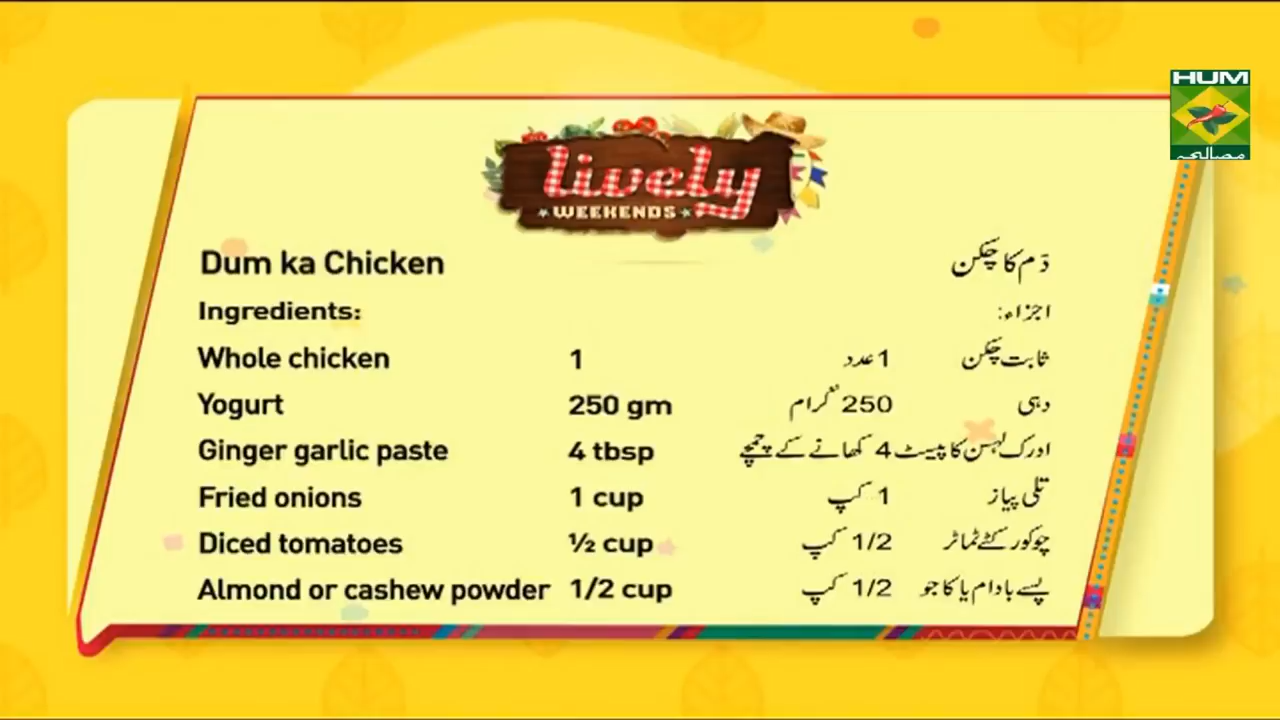 HUM
مصالحہ
lively
WEEKENDS
Dum ka Chicken دَم کا چکن
Ingredients: اجزاء:
Whole chicken 1 ثابت چکن 1 عدد
Yogurt 250 gm دہی 250 گرام
Ginger garlic paste 4 tbsp ادرک لہسن کا پیسٹ 4 کھانے کے چمچے
Fried onions 1 cup تلی پیاز 1 کپ
Diced tomatoes ½ cup چوکور کٹے ٹماٹر 1/2 کپ
Almond or cashew powder 1/2 cup پسے بادام یا کاجو 1/2 کپ